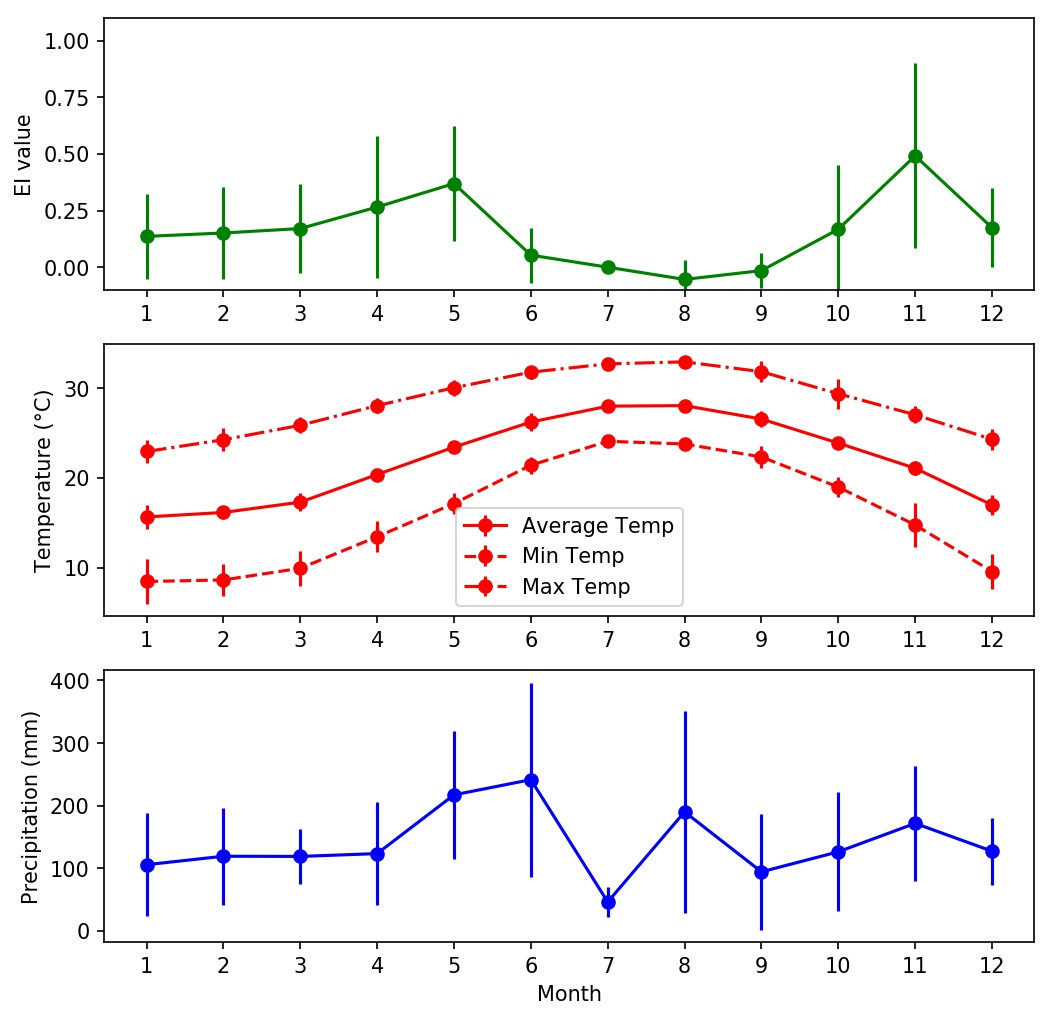 EI value
1.00
0.75
0.50
0.25
0.00
1 2 3 4 5 6 7 8 9 10 11 12
Temperature (°C)
30
20
10
Average Temp
Min Temp
Max Temp
1 2 3 4 5 6 7 8 9 10 11 12
Precipitation (mm)
400
300
200
100
0
1 2 3 4 5 6 7 8 9 10 11 12
Month